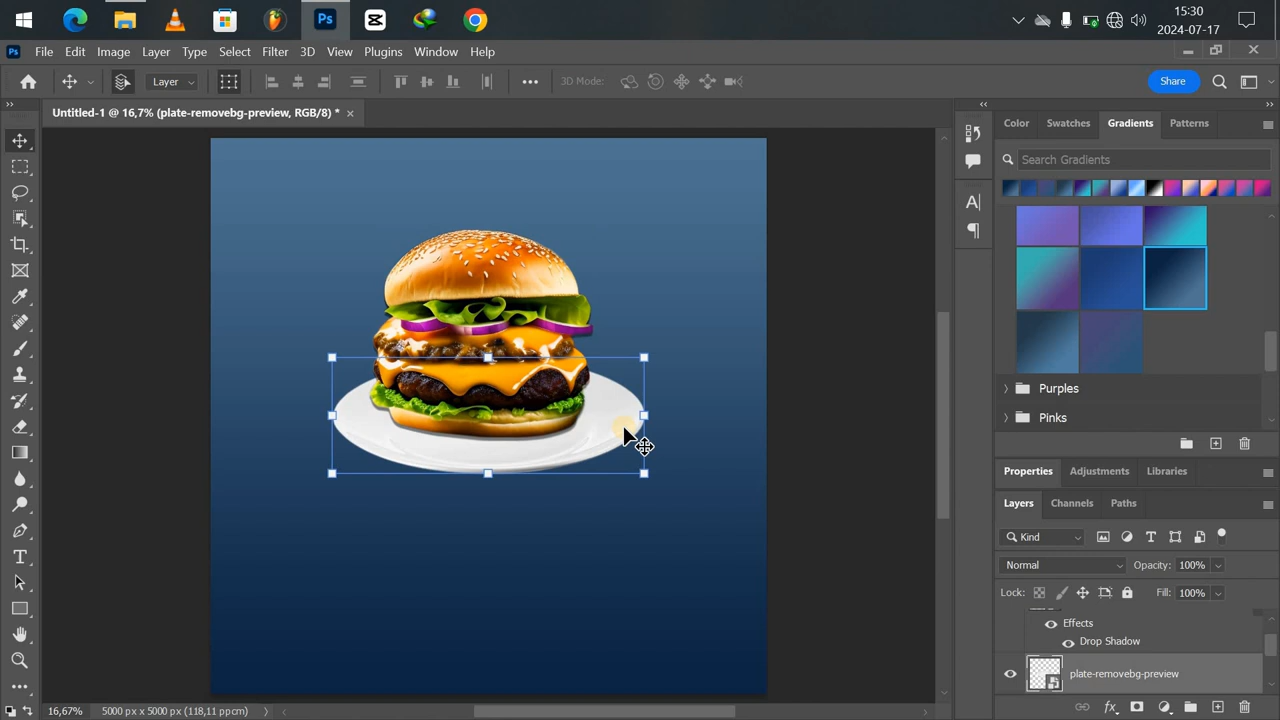 15:30
2024-07-17
Ps
Ps
File Edit Image Layer Type Select Filter 3D View Plugins Window Help
Layer
3D Mode:
Share
Untitled-1 @ 16,7% (plate-removebg-preview, RGB/8) *
Color Swatches Gradients Patterns
Search Gradients
Purples
Pinks
Properties Adjustments Libraries
Layers Channels Paths
Kind
Normal Opacity: 100%
Lock: Fill: 100%
Effects
Drop Shadow
plate-removebg-preview
fx
16,67% 5000 px x 5000 px (118,11 ppcm)